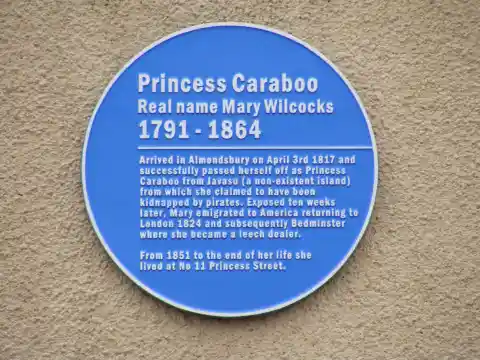 Princess Caraboo
Real name Mary Wilcocks
1791 - 1864
Arrived in Almondsbury on April 3rd 1817 and
successfully passed herself off as Princess
Caraboo from Javasu (a non-existent island)
from which she claimed to have been
kidnapped by pirates. Exposed ten weeks
later, Mary emigrated to America returning to
London 1824 and subsequently Bedminster
where she became a leech dealer.
From 1851 to the end of her life she
lived at No 11 Princess Street.